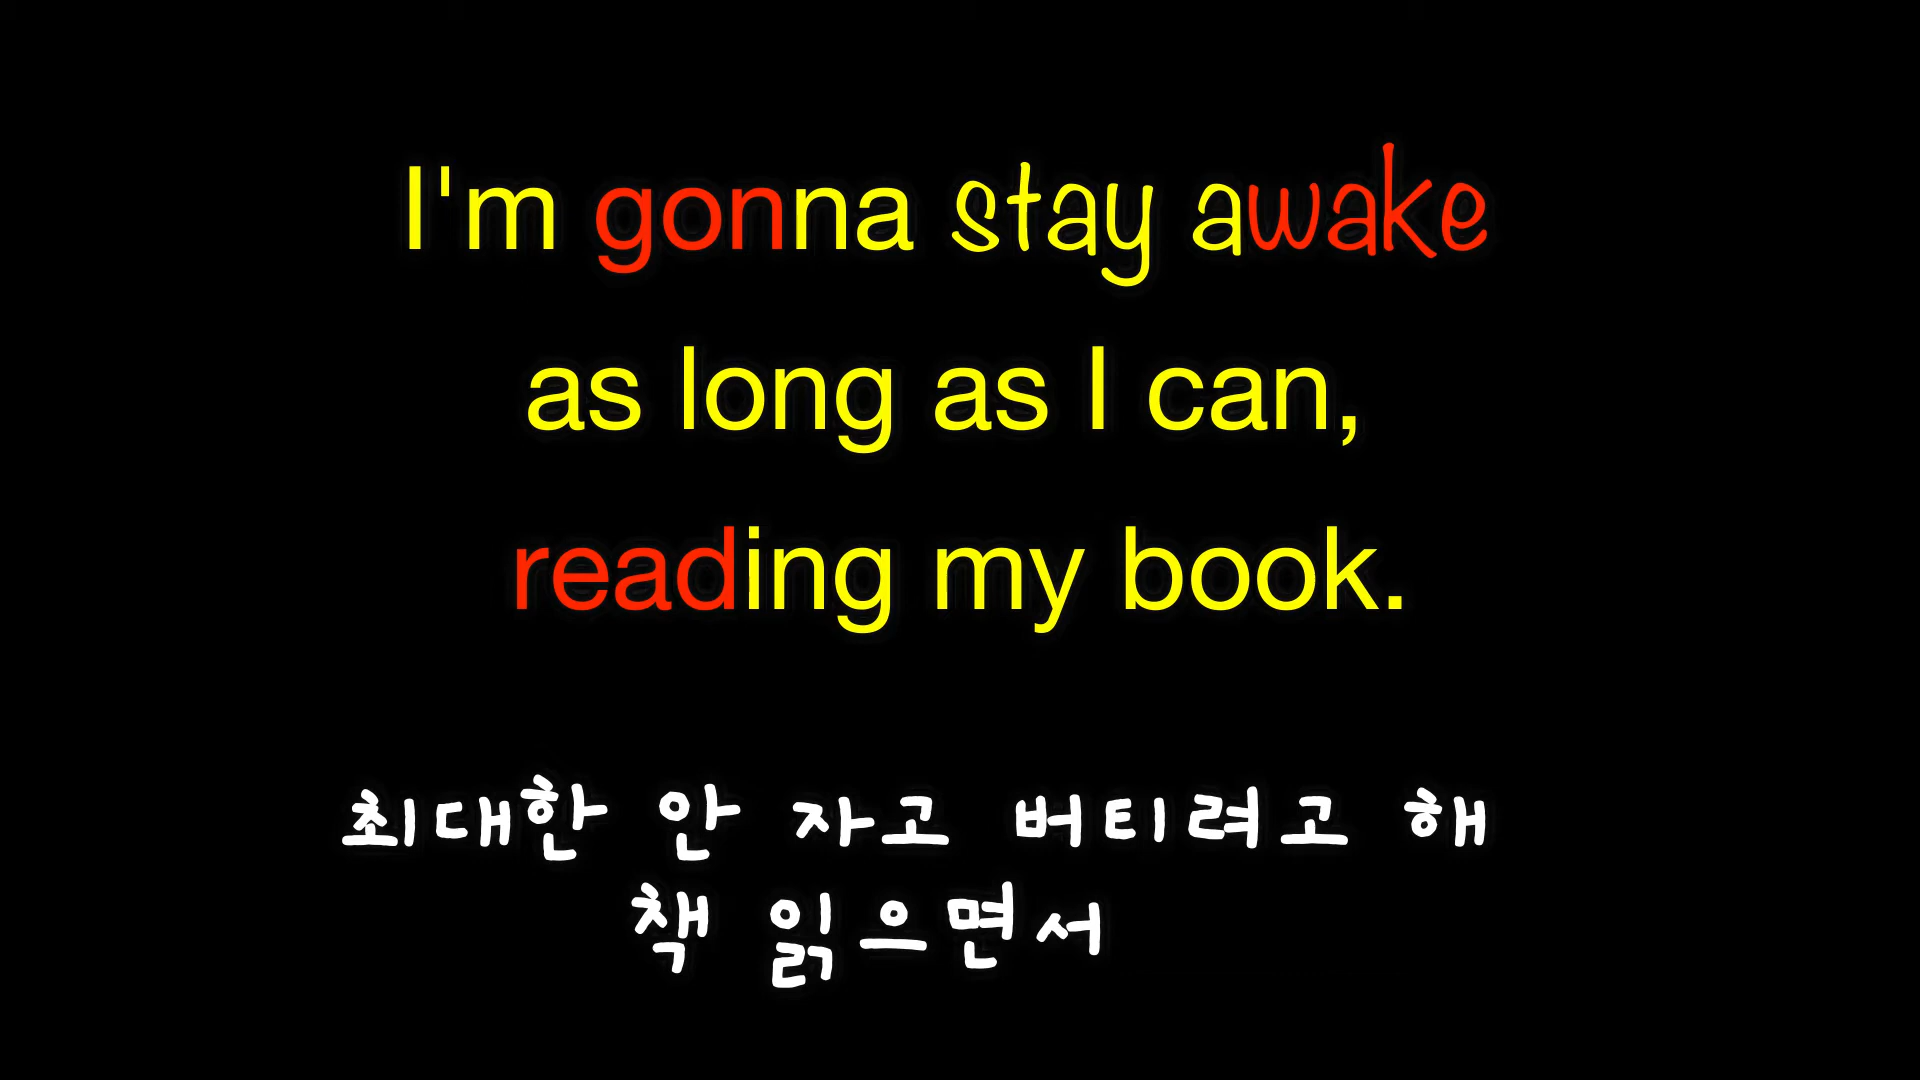 I'm gonna stay awake
as long as I can,
reading my book.
최대한 안 자고 버티려고 해
책 읽으면서